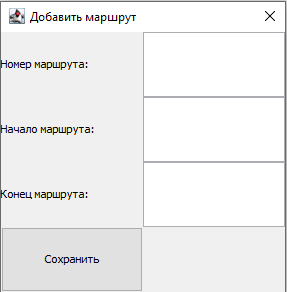 Добавить маршрут
Номер маршрута:
Начало маршрута:
Конец маршрута:
Сохранить